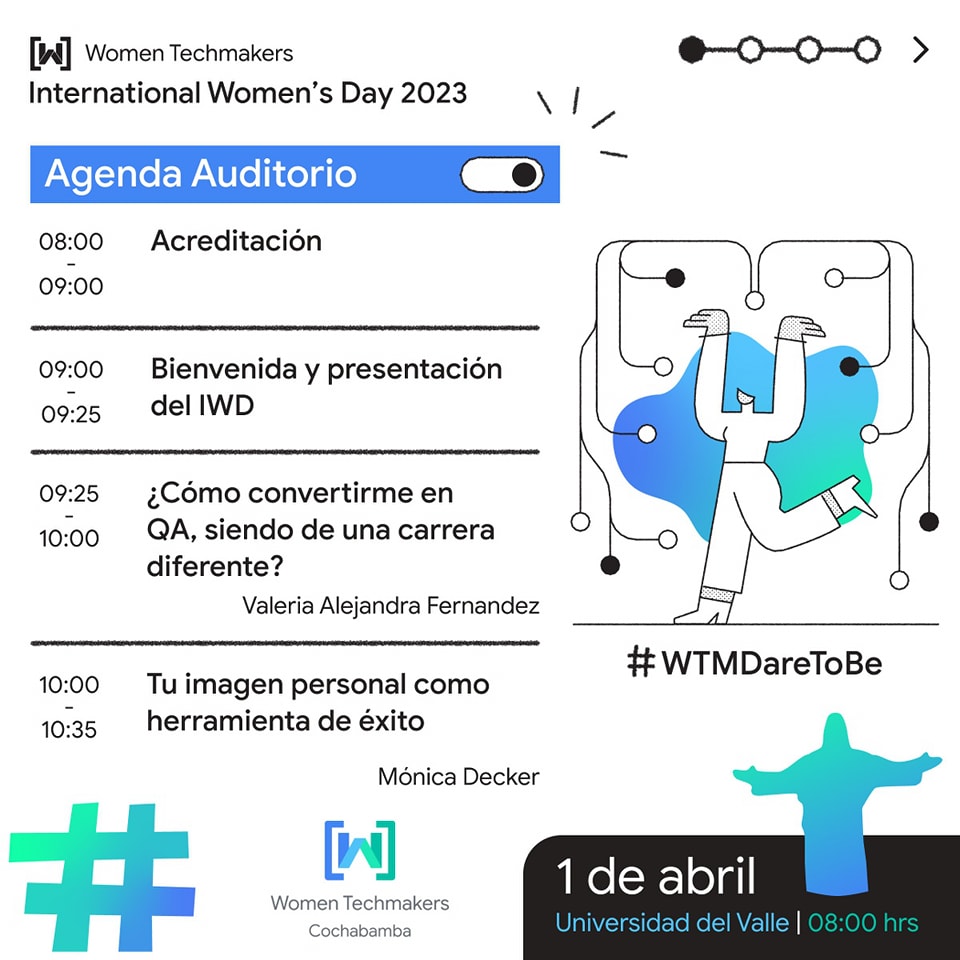 Women Techmakers
International Women's Day 2023
Agenda Auditorio
08:00
-
09:00
Acreditación
09:00
-
09:25
Bienvenida y presentación
del IWD
09:25
-
10:00
¿Cómo convertirme en
QA, siendo de una carrera
diferente?
Valeria Alejandra Fernandez
10:00
-
10:35
Tu imagen personal como
herramienta de éxito
Mónica Decker
#WTMDareToBe
#
Women Techmakers
Cochabamba
1 de abril
Universidad del Valle | 08:00 hrs